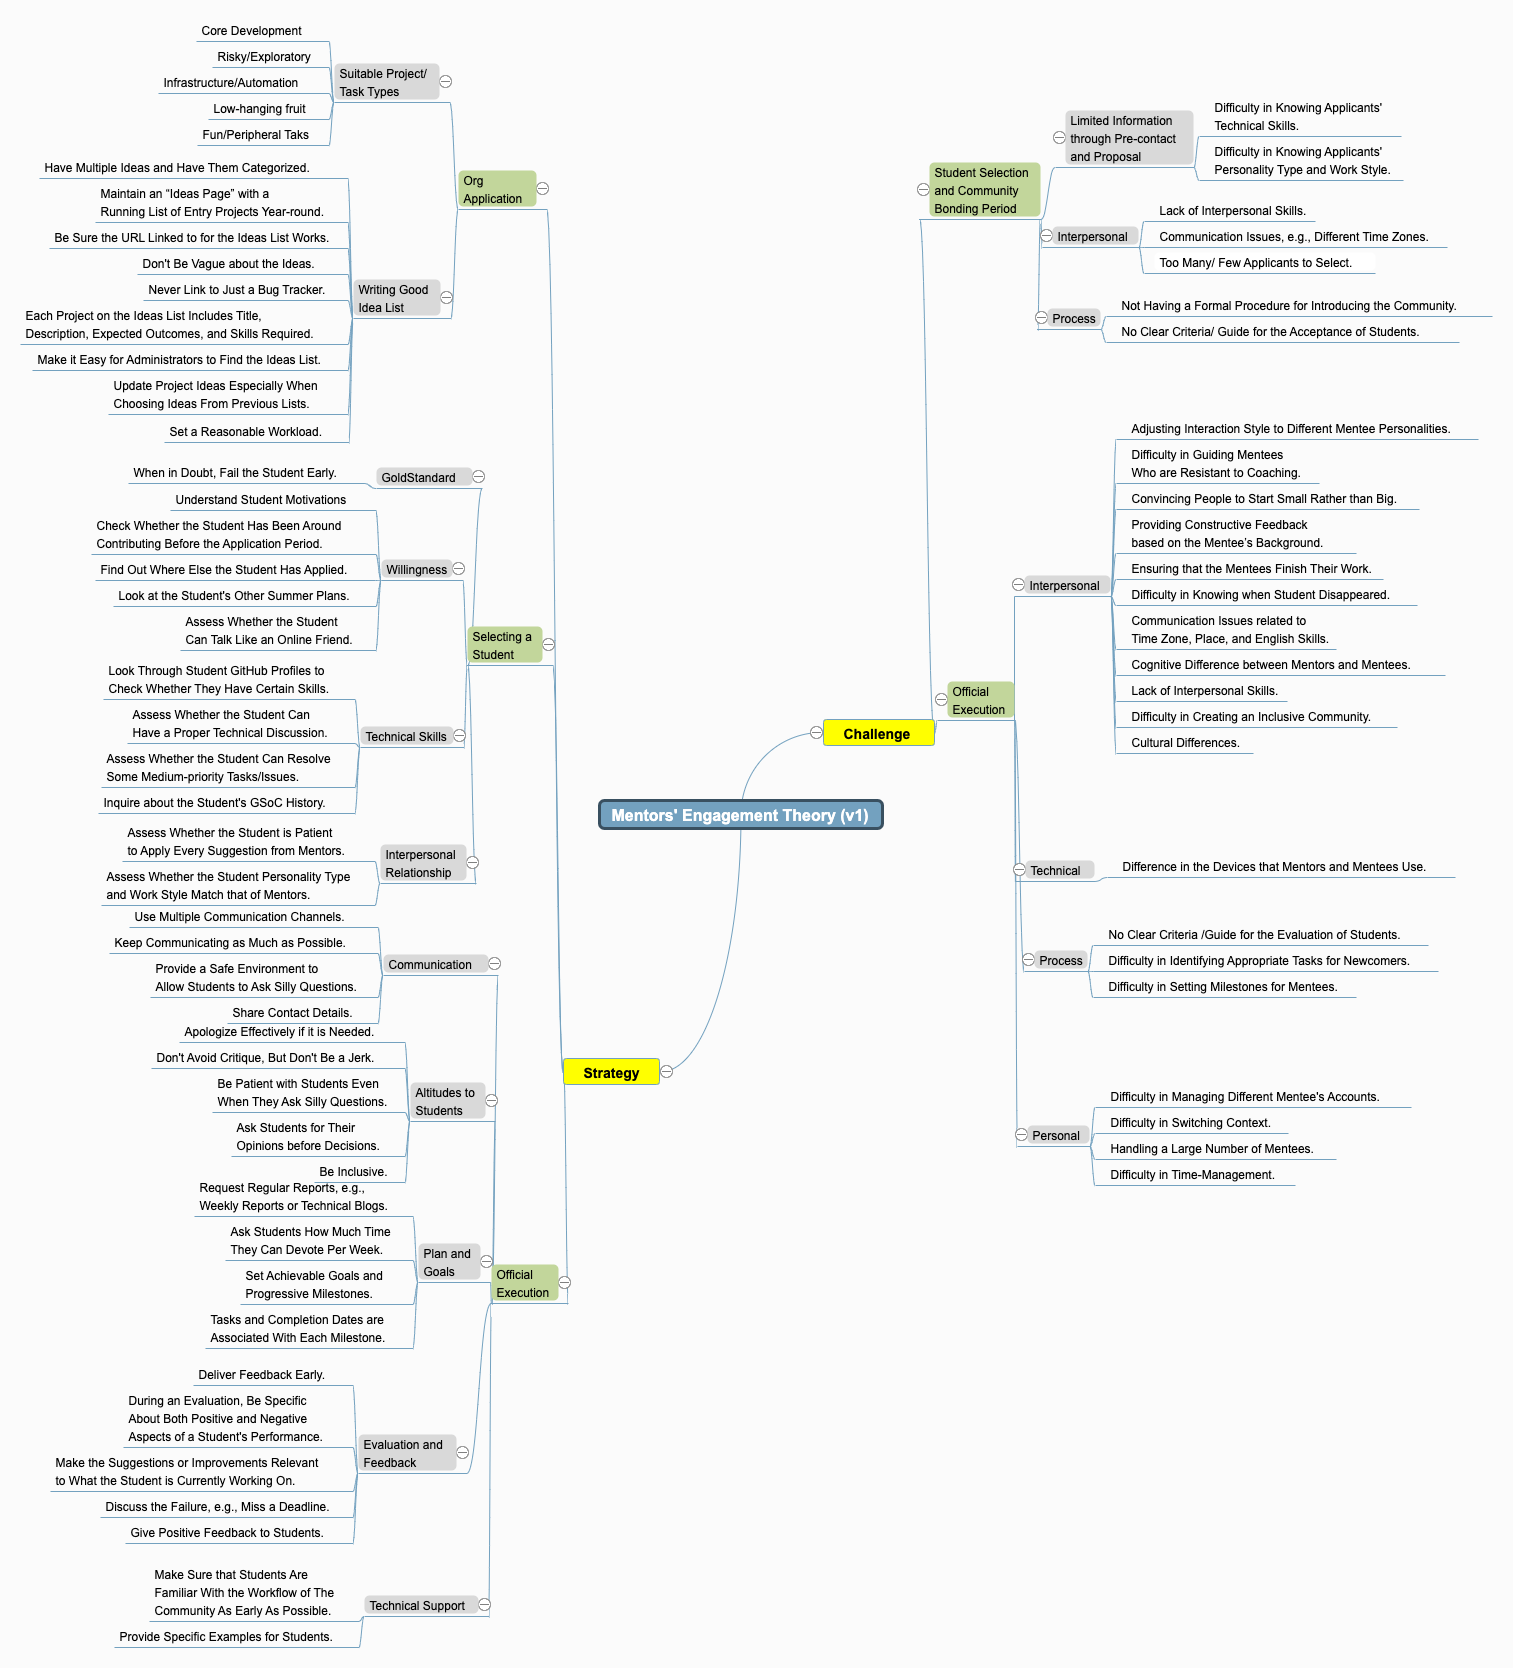 Core Development
Risky/Exploratory
Infrastructure/Automation
Low-hanging fruit
Fun/Peripheral Taks
Suitable Project/
Task Types
Have Multiple Ideas and Have Them Categorized.
Maintain an “Ideas Page” with a
Running List of Entry Projects Year-round.
Be Sure the URL Linked to for the Ideas List Works.
Don't Be Vague about the Ideas.
Never Link to Just a Bug Tracker.
Each Project on the Ideas List Includes Title,
Description, Expected Outcomes, and Skills Required.
Make it Easy for Administrators to Find the Ideas List.
Update Project Ideas Especially When
Choosing Ideas From Previous Lists.
Set a Reasonable Workload.
Writing Good
Idea List
Org
Application
When in Doubt, Fail the Student Early.
GoldStandard
Understand Student Motivations
Check Whether the Student Has Been Around
Contributing Before the Application Period.
Find Out Where Else the Student Has Applied.
Look at the Student's Other Summer Plans.
Assess Whether the Student
Can Talk Like an Online Friend.
Willingness
Look Through Student GitHub Profiles to
Check Whether They Have Certain Skills.
Assess Whether the Student Can
Have a Proper Technical Discussion.
Assess Whether the Student Can Resolve
Some Medium-priority Tasks/Issues.
Inquire about the Student's GSoC History.
Technical Skills
Assess Whether the Student is Patient
to Apply Every Suggestion from Mentors.
Assess Whether the Student Personality Type
and Work Style Match that of Mentors.
Interpersonal
Relationship
Selecting a
Student
Use Multiple Communication Channels.
Keep Communicating as Much as Possible.
Provide a Safe Environment to
Allow Students to Ask Silly Questions.
Share Contact Details.
Communication
Apologize Effectively if it is Needed.
Don't Avoid Critique, But Don't Be a Jerk.
Be Patient with Students Even
When They Ask Silly Questions.
Ask Students for Their
Opinions before Decisions.
Be Inclusive.
Altitudes to
Students
Request Regular Reports, e.g.,
Weekly Reports or Technical Blogs.
Ask Students How Much Time
They Can Devote Per Week.
Set Achievable Goals and
Progressive Milestones.
Tasks and Completion Dates are
Associated With Each Milestone.
Plan and
Goals
Deliver Feedback Early.
During an Evaluation, Be Specific
About Both Positive and Negative
Aspects of a Student's Performance.
Make the Suggestions or Improvements Relevant
to What the Student is Currently Working On.
Discuss the Failure, e.g., Miss a Deadline.
Give Positive Feedback to Students.
Evaluation and
Feedback
Make Sure that Students Are
Familiar With the Workflow of The
Community As Early As Possible.
Provide Specific Examples for Students.
Technical Support
Official
Execution
Strategy
Mentors' Engagement Theory (v1)
Challenge
Student Selection
and Community
Bonding Period
Limited Information
through Pre-contact
and Proposal
Difficulty in Knowing Applicants'
Technical Skills.
Difficulty in Knowing Applicants'
Personality Type and Work Style.
Interpersonal
Lack of Interpersonal Skills.
Communication Issues, e.g., Different Time Zones.
Too Many/ Few Applicants to Select.
Process
Not Having a Formal Procedure for Introducing the Community.
No Clear Criteria/ Guide for the Acceptance of Students.
Official
Execution
Interpersonal
Adjusting Interaction Style to Different Mentee Personalities.
Difficulty in Guiding Mentees
Who are Resistant to Coaching.
Convincing People to Start Small Rather than Big.
Providing Constructive Feedback
based on the Mentee’s Background.
Ensuring that the Mentees Finish Their Work.
Difficulty in Knowing when Student Disappeared.
Communication Issues related to
Time Zone, Place, and English Skills.
Cognitive Difference between Mentors and Mentees.
Lack of Interpersonal Skills.
Difficulty in Creating an Inclusive Community.
Cultural Differences.
Technical
Difference in the Devices that Mentors and Mentees Use.
Process
No Clear Criteria /Guide for the Evaluation of Students.
Difficulty in Identifying Appropriate Tasks for Newcomers.
Difficulty in Setting Milestones for Mentees.
Personal
Difficulty in Managing Different Mentee's Accounts.
Difficulty in Switching Context.
Handling a Large Number of Mentees.
Difficulty in Time-Management.